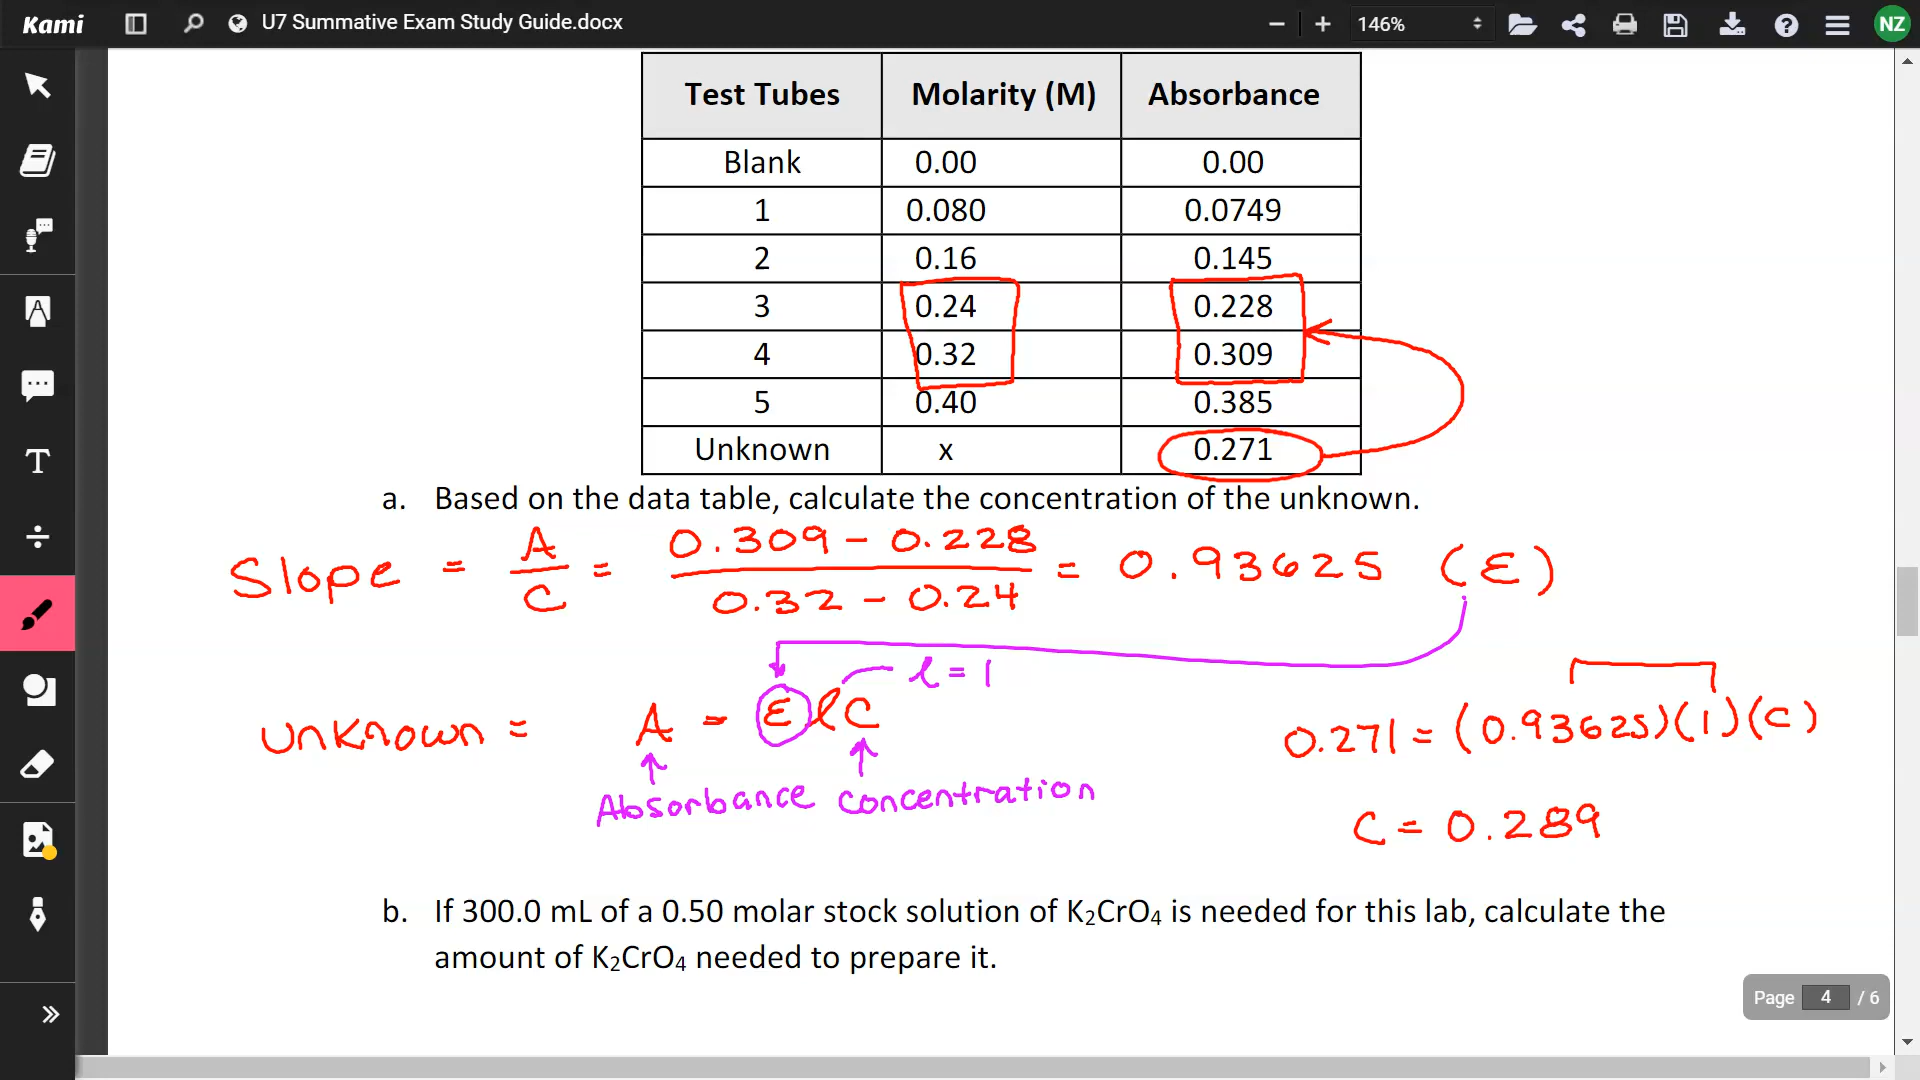 Kami U7 Summative Exam Study Guide.docx 146% NZ
Test Tubes Molarity (M) Absorbance
Blank 0.00 0.00
1 0.080 0.0749
2 0.16 0.145
3 0.24 0.228
4 0.32 0.309
5 0.40 0.385
Unknown x 0.271
a. Based on the data table, calculate the concentration of the unknown.
Slope = A/C = (0.309 - 0.228)/(0.32 - 0.24) = 0.93625 (ε)
l = 1
Unknown = A = εlC
Absorbance concentration
0.271 = (0.93625)(1)(C)
C = 0.289
b. If 300.0 mL of a 0.50 molar stock solution of K₂CrO₄ is needed for this lab, calculate the
amount of K₂CrO₄ needed to prepare it.
Page 4 / 6